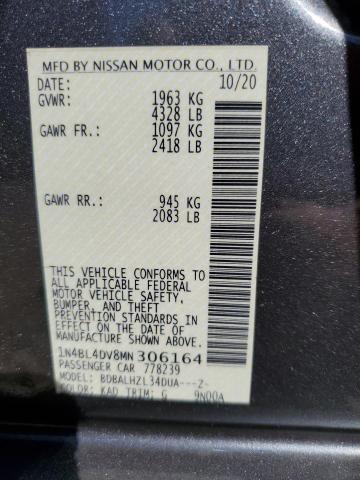 MFD BY NISSAN MOTOR CO., LTD.
DATE: 10/20
GVWR: 1963 KG
4328 LB
GAWR FR.: 1097 KG
2418 LB
GAWR RR.: 945 KG
2083 LB
THIS VEHICLE CONFORMS TO
ALL APPLICABLE FEDERAL
MOTOR VEHICLE SAFETY,
BUMPER, AND THEFT
PREVENTION STANDARDS IN
EFFECT ON THE DATE OF
MANUFACTURE SHOWN ABOVE.
1N4BL4DV8MN306164
PASSENGER CAR 778239
MODEL: BDBALHZL34DUA---Z-
COLOR: KAD TRIM: G 9N00A